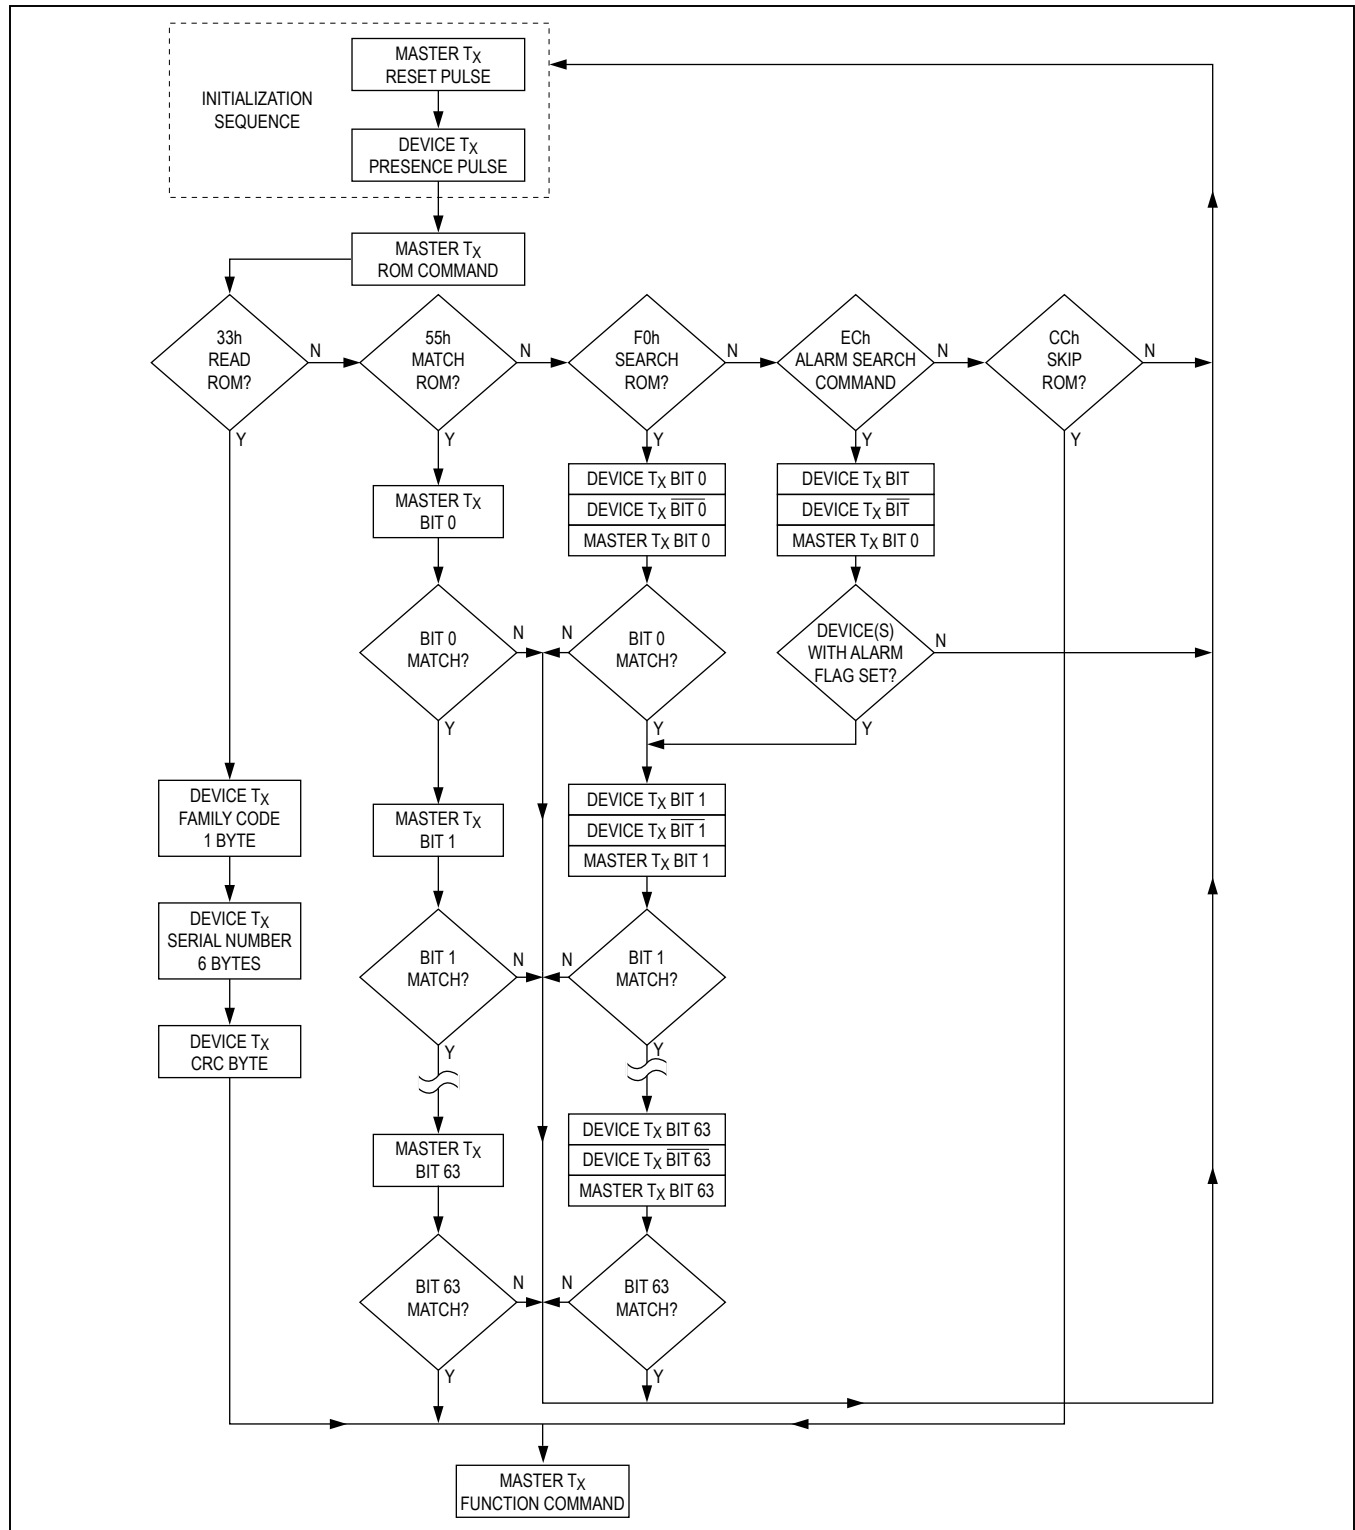 MASTER TX
RESET PULSE
INITIALIZATION
SEQUENCE
DEVICE TX
PRESENCE PULSE
MASTER TX
ROM COMMAND
33h
READ
ROM?
N
Y
55h
MATCH
ROM?
N
Y
F0h
SEARCH
ROM?
N
Y
ECh
ALARM SEARCH
COMMAND
N
Y
CCh
SKIP
ROM?
N
Y
MASTER TX
BIT 0
DEVICE TX BIT 0
DEVICE TX BIT 0
MASTER TX BIT 0
DEVICE TX BIT
DEVICE TX BIT
MASTER TX BIT 0
BIT 0
MATCH?
N
Y
BIT 0
MATCH?
N
Y
DEVICE(S)
WITH ALARM
FLAG SET?
N
Y
DEVICE TX
FAMILY CODE
1 BYTE
MASTER TX
BIT 1
DEVICE TX BIT 1
DEVICE TX BIT 1
MASTER TX BIT 1
DEVICE TX
SERIAL NUMBER
6 BYTES
BIT 1
MATCH?
N
Y
BIT 1
MATCH?
N
Y
DEVICE TX
CRC BYTE
MASTER TX
BIT 63
DEVICE TX BIT 63
DEVICE TX BIT 63
MASTER TX BIT 63
BIT 63
MATCH?
N
Y
BIT 63
MATCH?
N
Y
MASTER TX
FUNCTION COMMAND